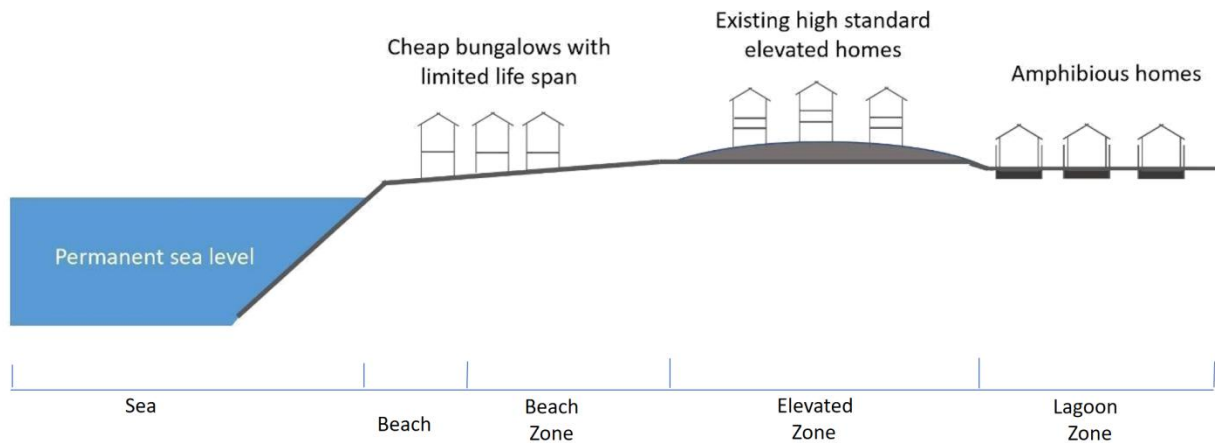 Existing high standard
elevated homes
Cheap bungalows with
limited life span
Amphibious homes
Permanent sea level
Sea
Beach
Beach
Zone
Elevated
Zone
Lagoon
Zone